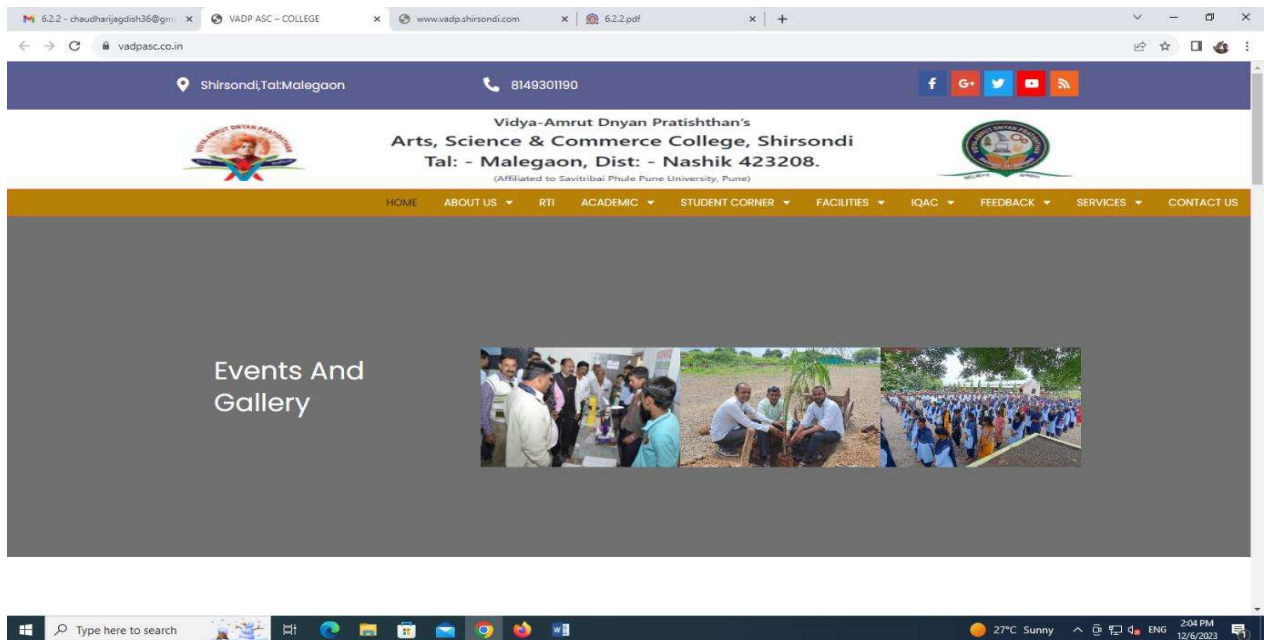 6.2.2 - chaudharijagdish36@gm
VADP ASC – COLLEGE
www.vadp.shirsondi.com
6.2.2.pdf
vadpasc.co.in
Shirsondi,Tal:Malegaon
8149301190
Vidya-Amrut Dnyan Pratishthan's
Arts, Science & Commerce College, Shirsondi
Tal: - Malegaon, Dist: - Nashik 423208.
(Affiliated to Savitribai Phule Pune University, Pune)
HOME ABOUT US RTI ACADEMIC STUDENT CORNER FACILITIES IQAC FEEDBACK SERVICES CONTACT US
Events And
Gallery
Type here to search
27°C Sunny
ENG
2:04 PM
12/6/2023